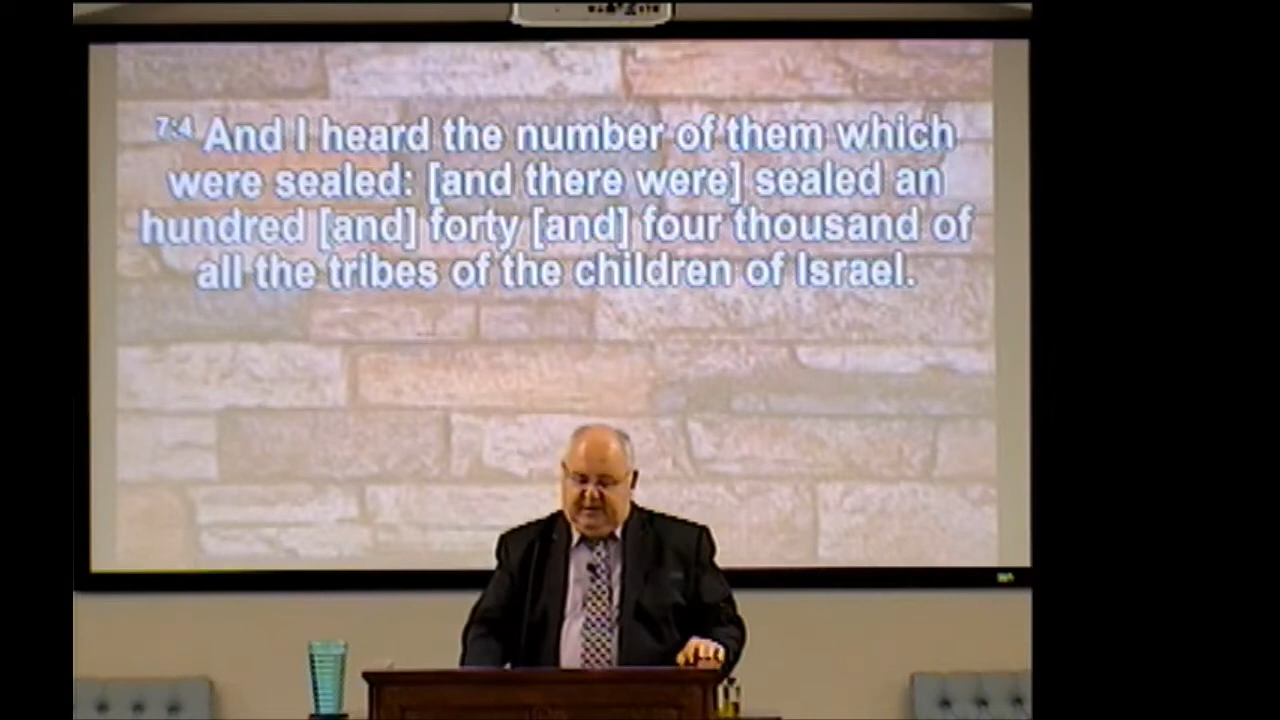 7:4 And I heard the number of them which
were sealed: [and there were] sealed an
hundred [and] forty [and] four thousand of
all the tribes of the children of Israel.